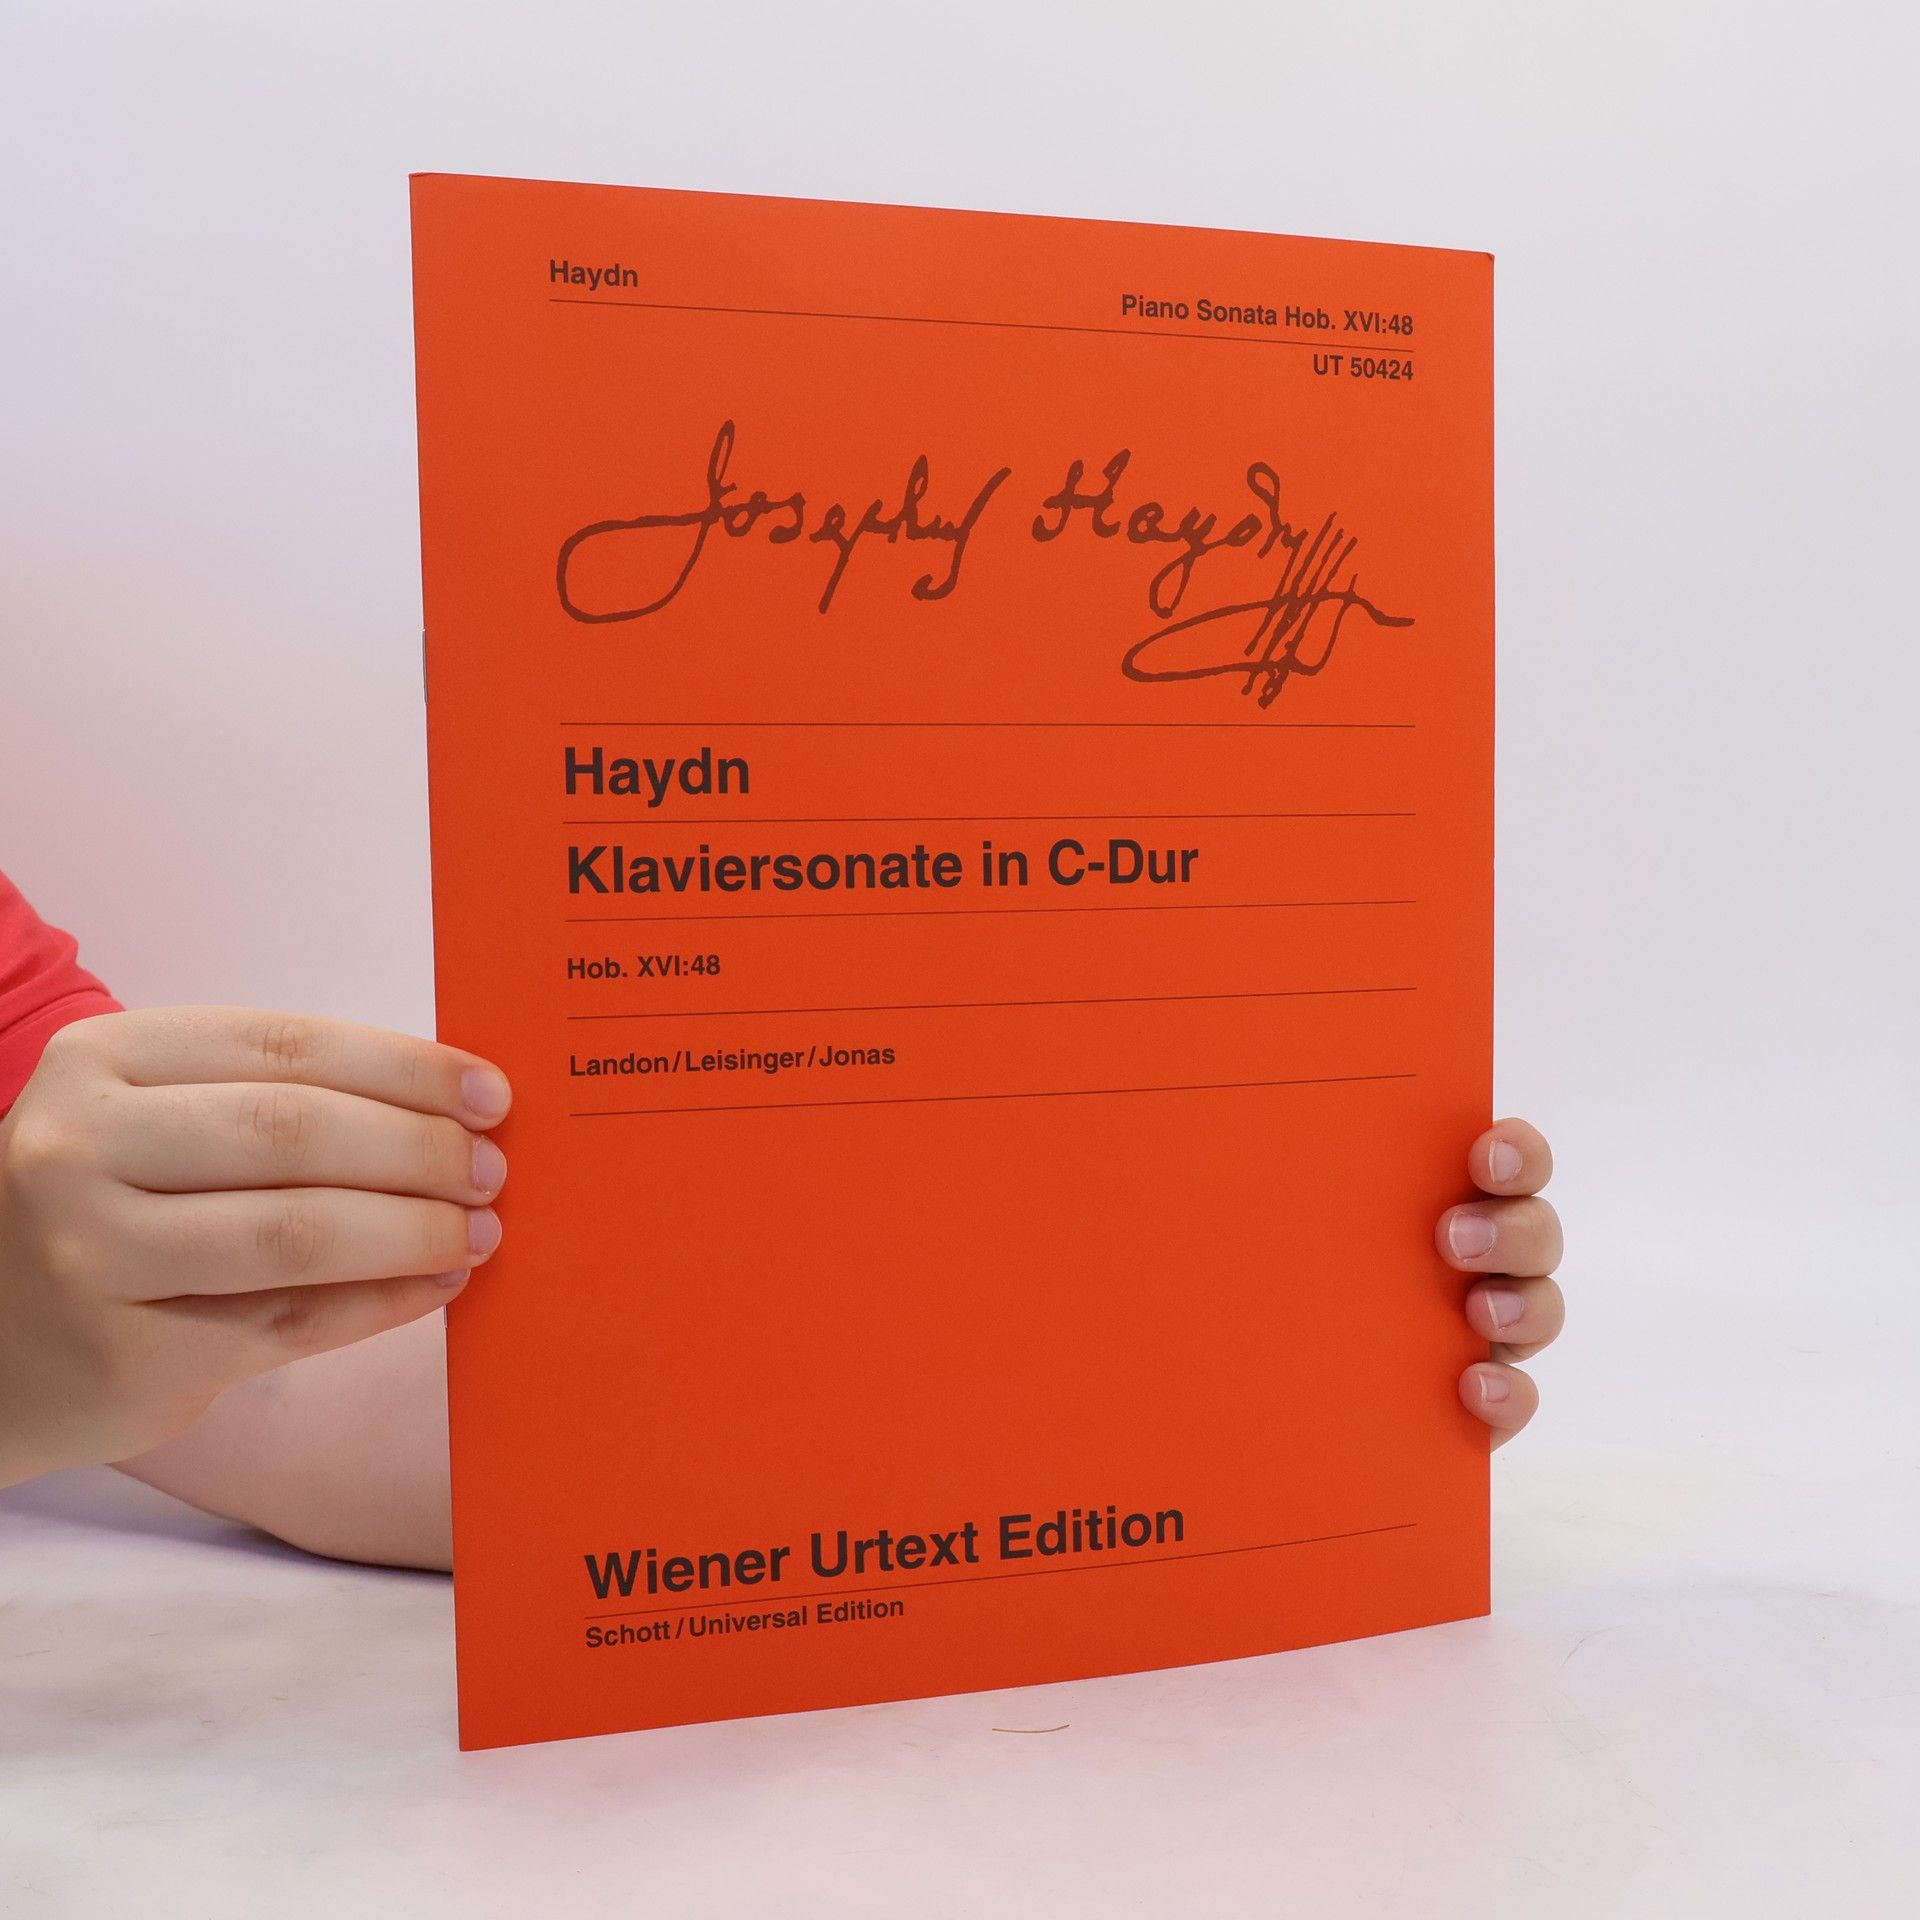 Haydn
Piano Sonata Hob. XVI:48
UT 50424
Josephus Haydn
Haydn
Klaviersonate in C-Dur
Hob. XVI:48
Landon/Leisinger/Jonas
Wiener Urtext Edition
Schott/Universal Edition